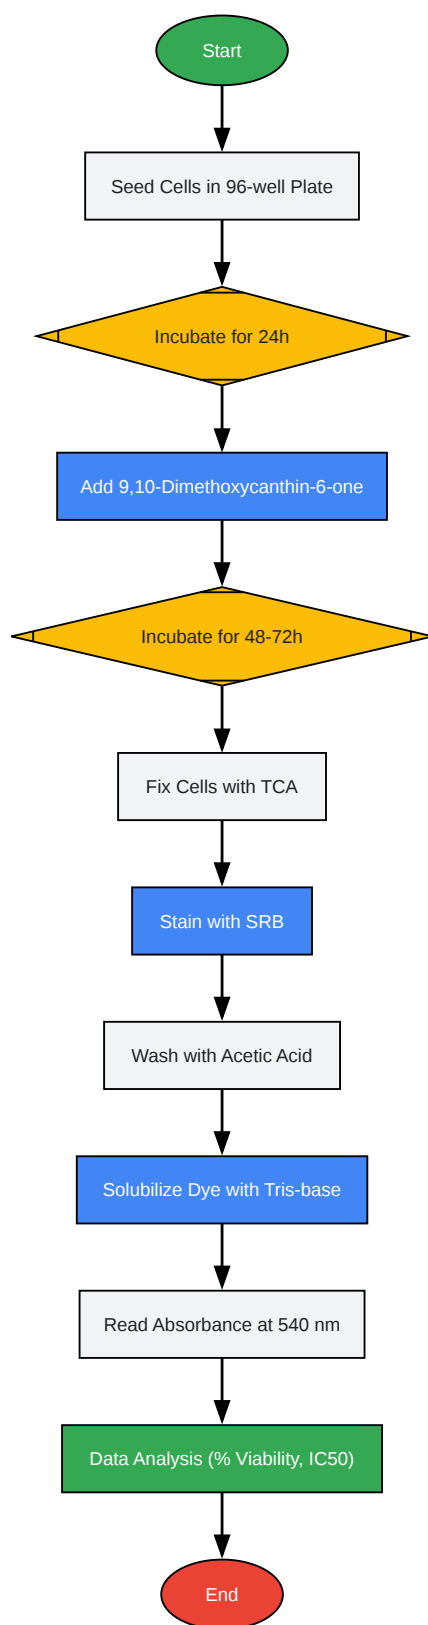 Start
Seed Cells in 96-well Plate
Incubate for 24h
Add 9,10-Dimethoxycanthin-6-one
Incubate for 48-72h
Fix Cells with TCA
Stain with SRB
Wash with Acetic Acid
Solubilize Dye with Tris-base
Read Absorbance at 540 nm
Data Analysis (% Viability, IC50)
End